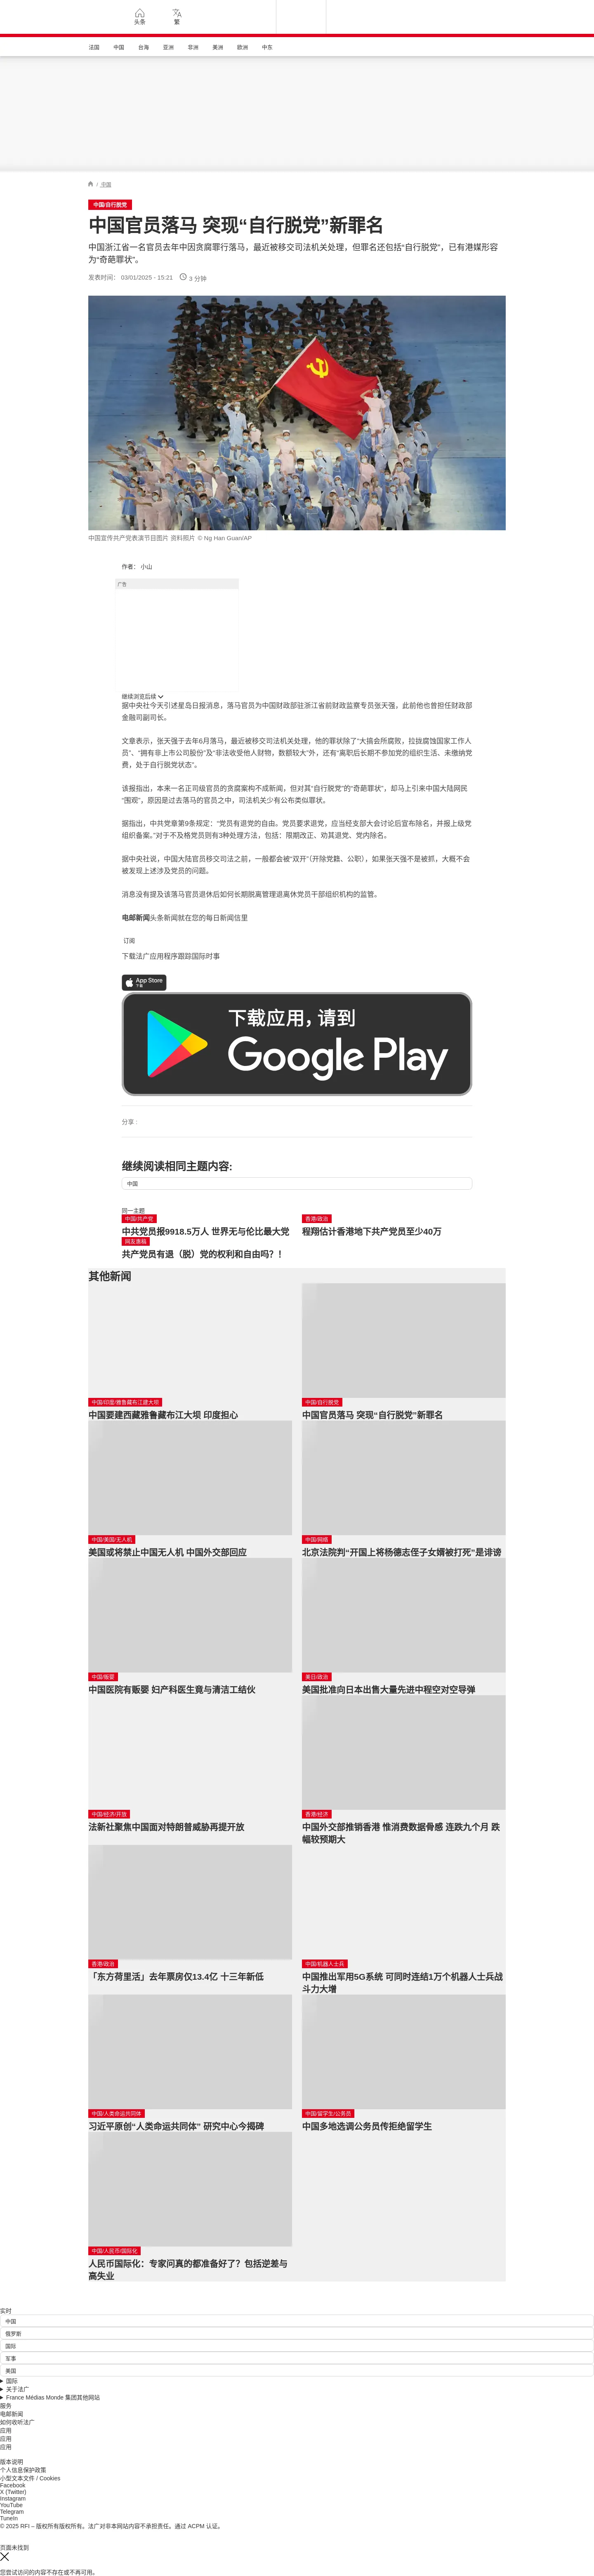 头条
繁
法国
中国
台海
亚洲
非洲
美洲
欧洲
中东
/ 中国
中国/自行脱党
中国官员落马 突现“自行脱党”新罪名
中国浙江省一名官员去年中因贪腐罪行落马，最近被移交司法机关处理，但罪名还包括“自行脱党”，已有港媒形容
为“奇葩罪状”。
发表时间： 03/01/2025 - 15:21 3 分钟
中国宣传共产党表演节目图片 资料照片 © Ng Han Guan/AP
作者： 小山
广告
继续浏览后续
据中央社今天引述星岛日报消息，落马官员为中国财政部驻浙江省前财政监察专员张天强，此前他也曾担任财政部
金融司副司长。
文章表示，张天强于去年6月落马，最近被移交司法机关处理，他的罪状除了“大搞会所腐败，拉拢腐蚀国家工作人
员”、“拥有非上市公司股份”及“非法收受他人财物，数额较大”外，还有“离职后长期不参加党的组织生活、未缴纳党
费，处于自行脱党状态”。
该报指出，本来一名正司级官员的贪腐案构不成新闻，但对其“自行脱党”的“奇葩罪状”，却马上引来中国大陆网民
“围观”，原因是过去落马的官员之中，司法机关少有公布类似罪状。
据指出，中共党章第9条规定：“党员有退党的自由。党员要求退党，应当经支部大会讨论后宣布除名，并报上级党
组织备案。”对于不及格党员则有3种处理方法，包括：限期改正、劝其退党、党内除名。
据中央社说，中国大陆官员移交司法之前，一般都会被“双开”（开除党籍、公职），如果张天强不是被抓，大概不会
被发现上述涉及党员的问题。
消息没有提及该落马官员退休后如何长期脱离管理退离休党员干部组织机构的监管。
电邮新闻头条新闻就在您的每日新闻信里
订阅
下载法广应用程序跟踪国际时事
App Store
下载
下载应用，请到
Google Play
分享 :
继续阅读相同主题内容:
中国
同一主题
中国/共产党
中共党员报9918.5万人 世界无与伦比最大党
香港/政治
程翔估计香港地下共产党员至少40万
网友票稿
共产党员有退（脱）党的权利和自由吗？！
其他新闻
中国/印度/雅鲁藏布江建大坝
中国要建西藏雅鲁藏布江大坝 印度担心
中国/自行脱党
中国官员落马 突现“自行脱党”新罪名
中国/美国/无人机
美国或将禁止中国无人机 中国外交部回应
中国/网络
北京法院判“开国上将杨德志侄子女婿被打死”是诽谤
中国/贩婴
中国医院有贩婴 妇产科医生竟与清洁工结伙
美日/政治
美国批准向日本出售大量先进中程空对空导弹
中国/经济/开放
法新社聚焦中国面对特朗普威胁再提开放
香港/经济
中国外交部推销香港 惟消费数据骨感 连跌九个月 跌
幅较预期大
香港/政治
「东方荷里活」去年票房仅13.4亿 十三年新低
中国/机器人士兵
中国推出军用5G系统 可同时连结1万个机器人士兵战
斗力大增
中国/人类命运共同体
习近平原创“人类命运共同体” 研究中心今揭碑
中国/留学生/公务员
中国多地选调公务员传拒绝留学生
中国/人民币/国际化
人民币国际化：专家问真的都准备好了？包括逆差与
高失业
实时
中国
俄罗斯
国际
军事
美国
国际
关于法广
France Médias Monde 集团其他网站
服务
电邮新闻
如何收听法广
应用
应用
应用
版本说明
个人信息保护政策
小型文本文件 / Cookies
Facebook
X (Twitter)
Instagram
YouTube
Telegram
TuneIn
© 2025 RFI – 版权所有版权所有。法广对非本网站内容不承担责任。通过 ACPM 认证。
页面未找到
您尝试访问的内容不存在或不再可用。